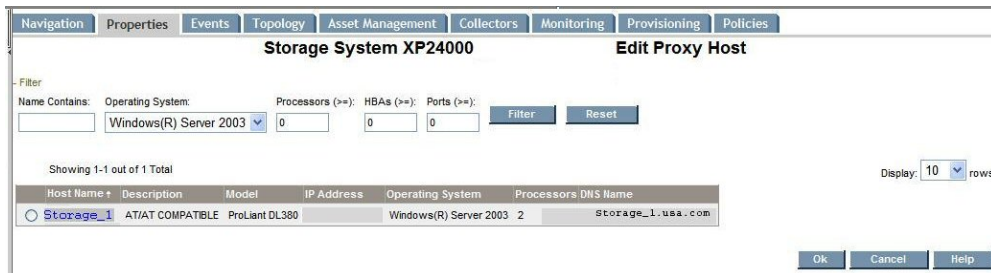 Navigation Properties Events Topology Asset Management Collectors Monitoring Provisioning Policies
Storage System XP24000 Edit Proxy Host
Filter
Name Contains: Operating System: Processors (>=): HBAs (>=): Ports (>=):
Windows(R) Server 2003 0 0 0 Filter Reset
Showing 1-1 out of 1 Total Display: 10 rows
Host Name Description Model IP Address Operating System Processors DNS Name
Storage_1 AT/AT COMPATIBLE ProLiant DL380 Windows(R) Server 2003 2 Storage_1.usa.com
Ok Cancel Help